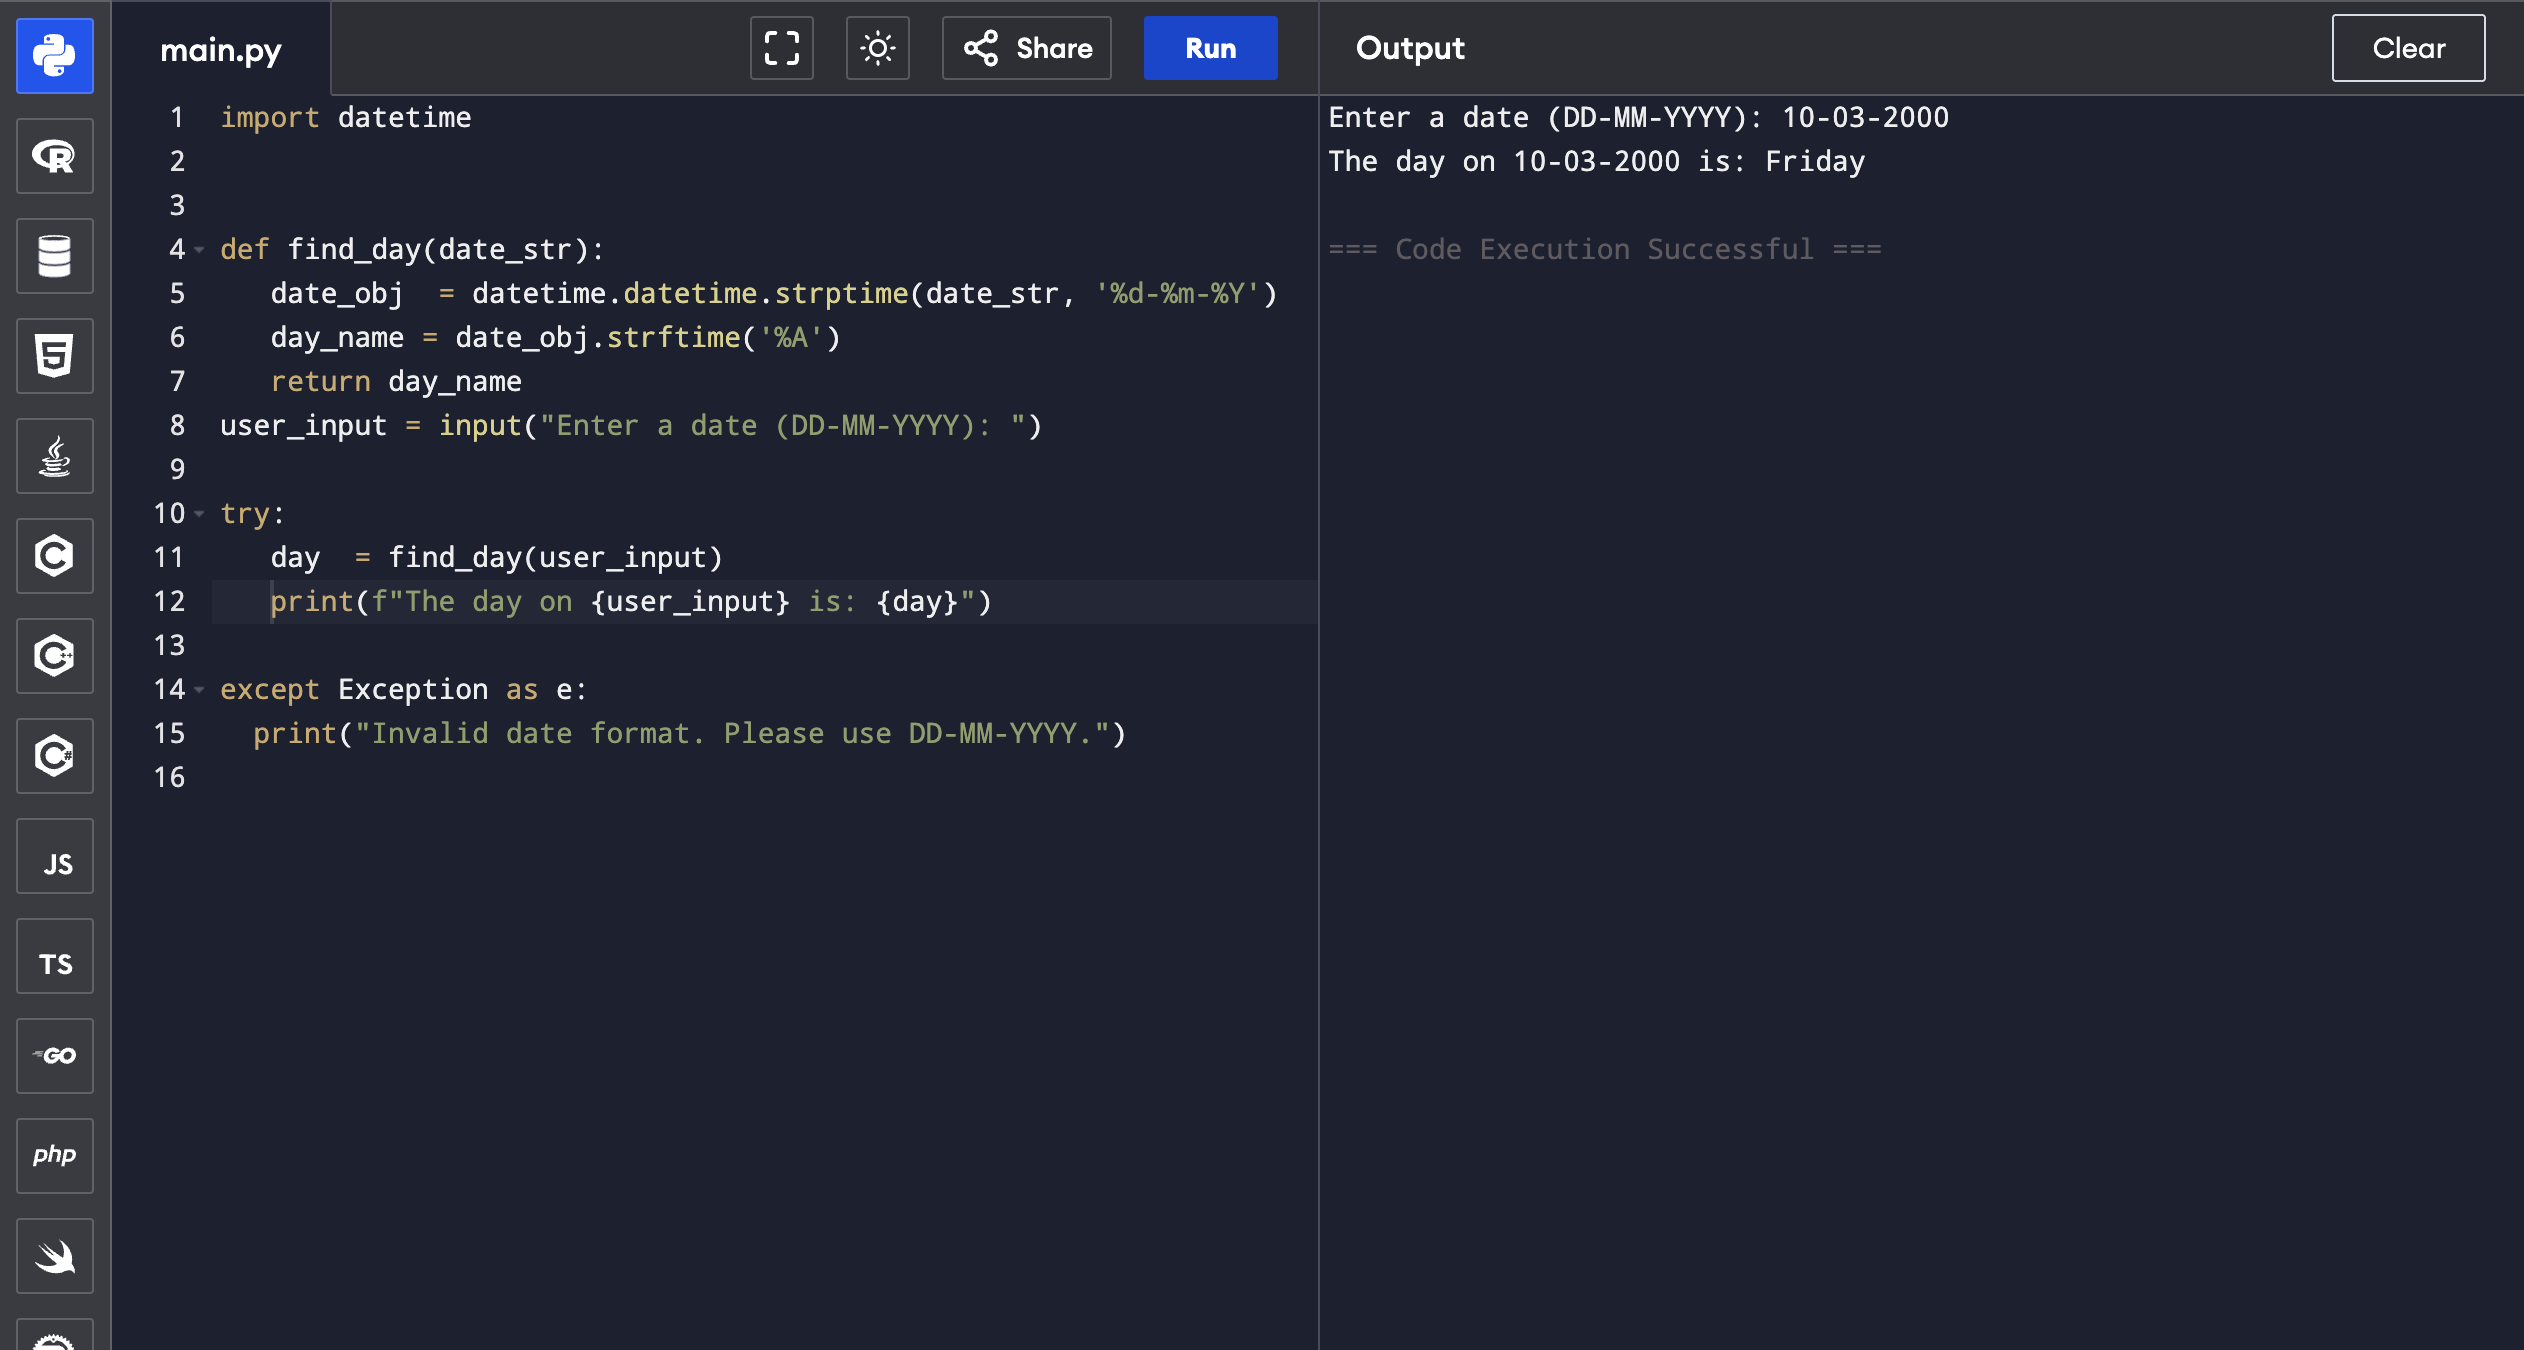 main.py
Share
Run
Output
Clear
1 import datetime
2
3
4 def find_day(date_str):
5    date_obj  = datetime.datetime.strptime(date_str, '%d-%m-%Y')
6    day_name = date_obj.strftime('%A')
7    return day_name
8 user_input = input("Enter a date (DD-MM-YYYY): ")
9
10 try:
11    day  = find_day(user_input)
12    print(f"The day on {user_input} is: {day}")
13
14 except Exception as e:
15   print("Invalid date format. Please use DD-MM-YYYY.")
16
Enter a date (DD-MM-YYYY): 10-03-2000
The day on 10-03-2000 is: Friday
=== Code Execution Successful ===
R
5
C
C++
C#
JS
TS
GO
php